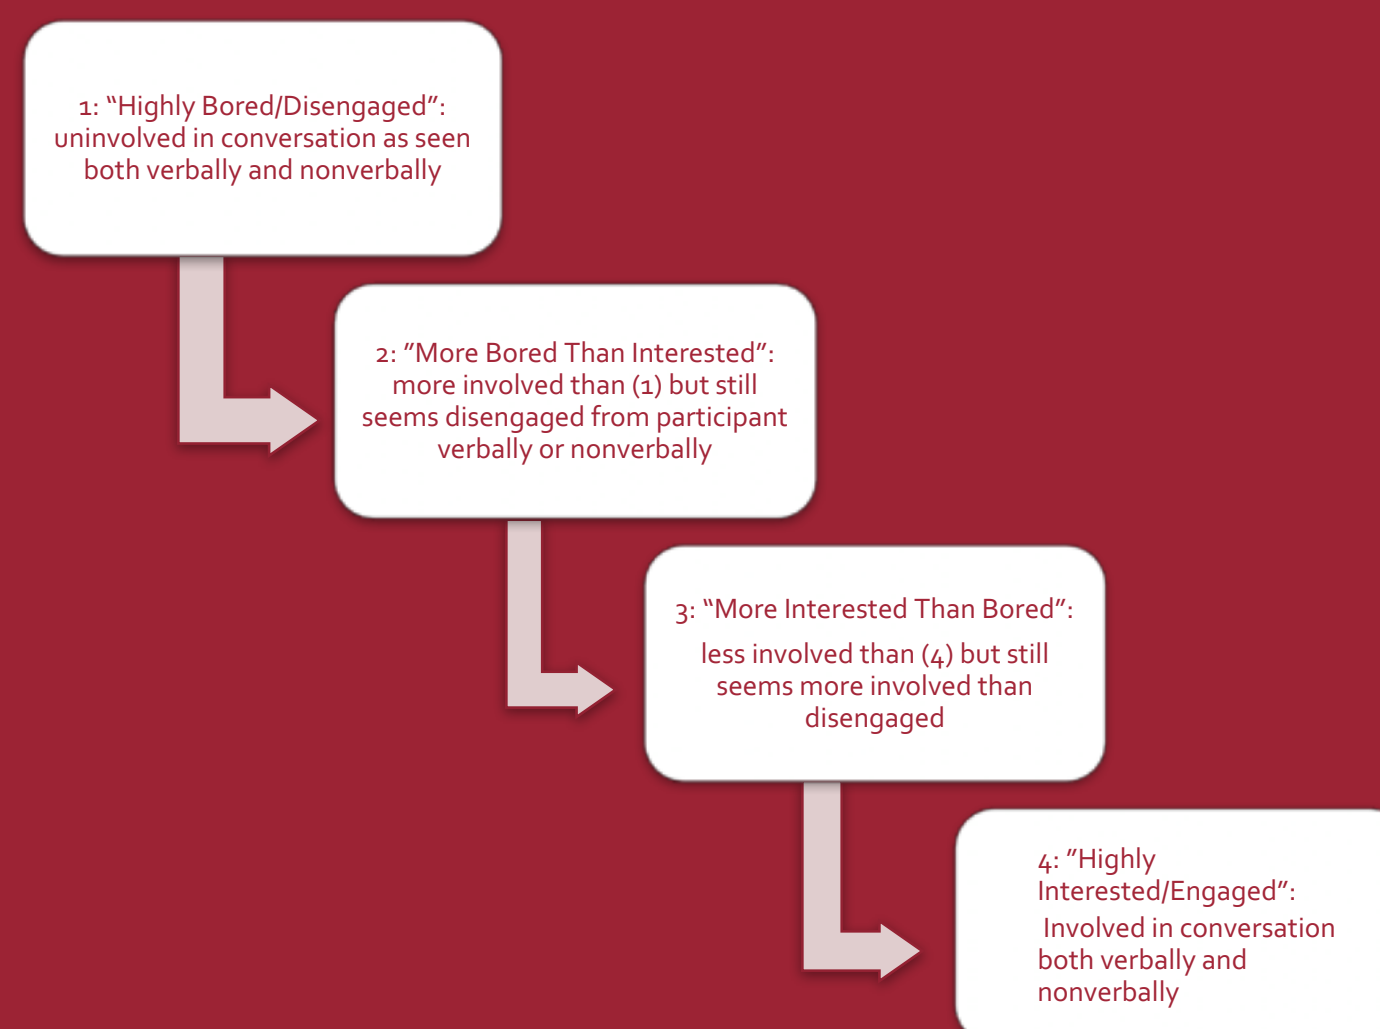 1: “Highly Bored/Disengaged”:
uninvolved in conversation as seen
both verbally and nonverbally
2: ”More Bored Than Interested”:
more involved than (1) but still
seems disengaged from participant
verbally or nonverbally
3: “More Interested Than Bored”:
less involved than (4) but still
seems more involved than
disengaged
4: ”Highly
Interested/Engaged”:
Involved in conversation
both verbally and
nonverbally